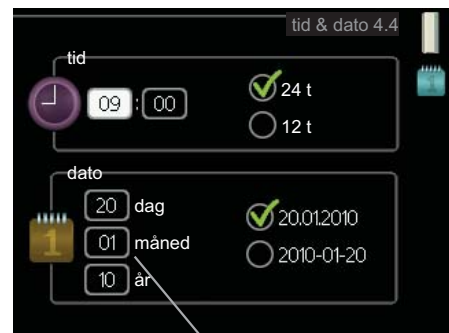 tid & dato 4.4
tid
09 : 00
24 t
12 t
dato
20 dag
01 måned
10 år
20.01.2010
2010-01-20
1
1